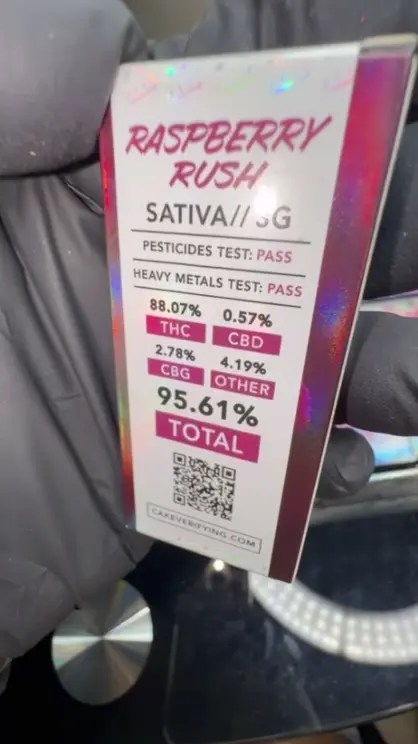 RASPBERRY
RUSH
SATIVA// 3G
PESTICIDES TEST: PASS
HEAVY METALS TEST: PASS
88.07% 0.57%
THC CBD
2.78% 4.19%
CBG OTHER
95.61%
TOTAL
CAKEVERIFYING.COM